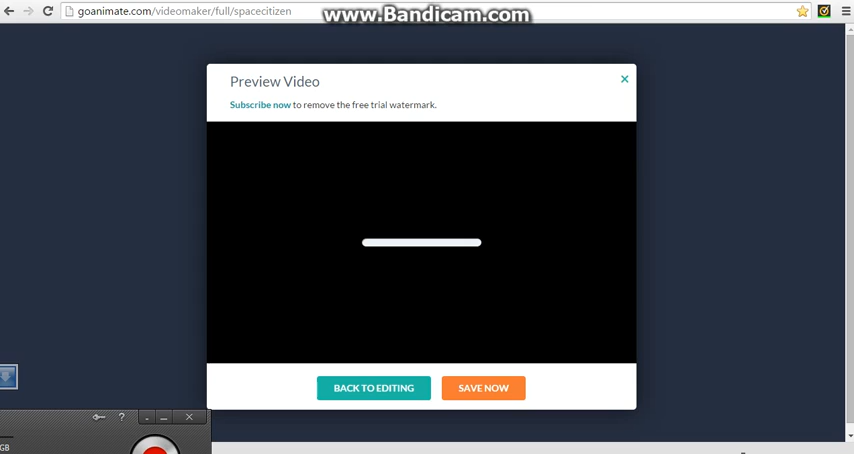 goanimate.com/videomaker/full/spacecitizen
www.Bandicam.com
Preview Video
Subscribe now to remove the free trial watermark.
BACK TO EDITING
SAVE NOW
?
GB